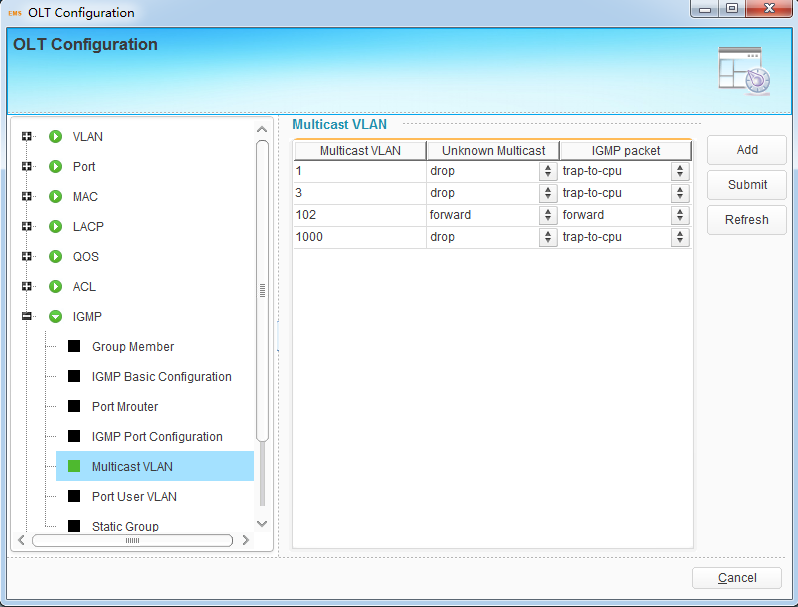 EMS OLT Configuration
OLT Configuration
VLAN
Port
MAC
LACP
QOS
ACL
IGMP
Group Member
IGMP Basic Configuration
Port Mrouter
IGMP Port Configuration
Multicast VLAN
Port User VLAN
Static Group
Multicast VLAN
Multicast VLAN Unknown Multicast IGMP packet
1 drop trap-to-cpu
3 drop trap-to-cpu
102 forward forward
1000 drop trap-to-cpu
Add
Submit
Refresh
Cancel